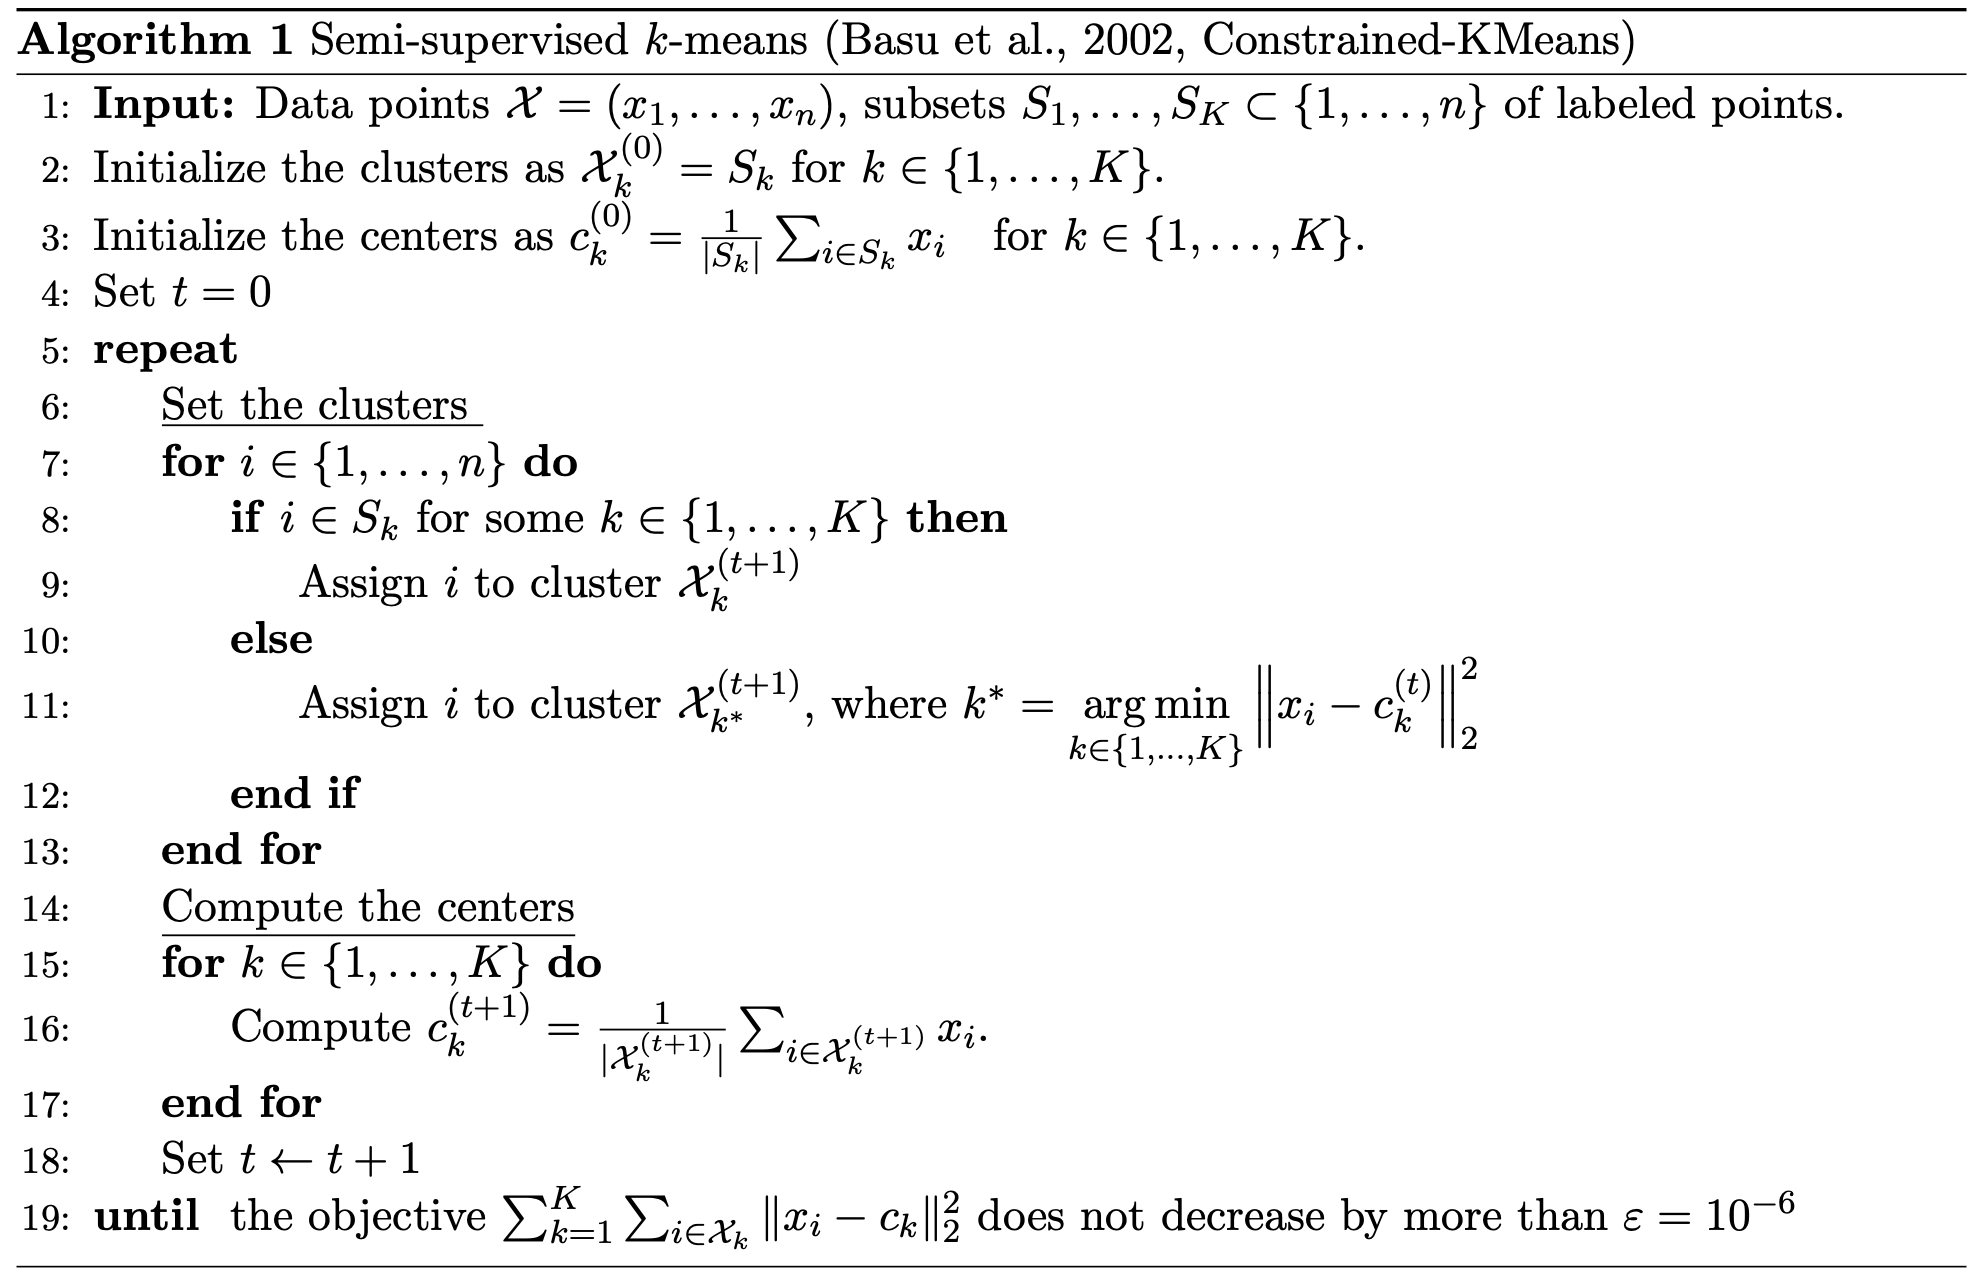 Algorithm 1 Semi-supervised k-means (Basu et al., 2002, Constrained-KMeans)
1: Input: Data points 𝒳 = (x₁, . . . , xₙ), subsets S₁, . . . , S_K ⊂ {1, . . . , n} of labeled points.
2: Initialize the clusters as 𝒳_k^{(0)} = S_k for k ∈ {1, . . . , K}.
3: Initialize the centers as c_k^{(0)} = \frac{1}{|S_k|} ∑_{i∈S_k} x_i for k ∈ {1, . . . , K}.
4: Set t = 0
5: repeat
6: Set the clusters
7: for i ∈ {1, . . . , n} do
8: if i ∈ S_k for some k ∈ {1, . . . , K} then
9: Assign i to cluster 𝒳_k^{(t+1)}
10: else
11: Assign i to cluster 𝒳_{k*}^{(t+1)}, where k* = arg min_{k∈{1,...,K}} ‖x_i − c_k^{(t)}‖_2^2
12: end if
13: end for
14: Compute the centers
15: for k ∈ {1, . . . , K} do
16: Compute c_k^{(t+1)} = \frac{1}{|𝒳_k^{(t+1)}|} ∑_{i∈𝒳_k^{(t+1)}} x_i.
17: end for
18: Set t ← t + 1
19: until the objective ∑_{k=1}^{K} ∑_{i∈𝒳_k} ‖x_i − c_k‖_2^2 does not decrease by more than ε = 10^{−6}